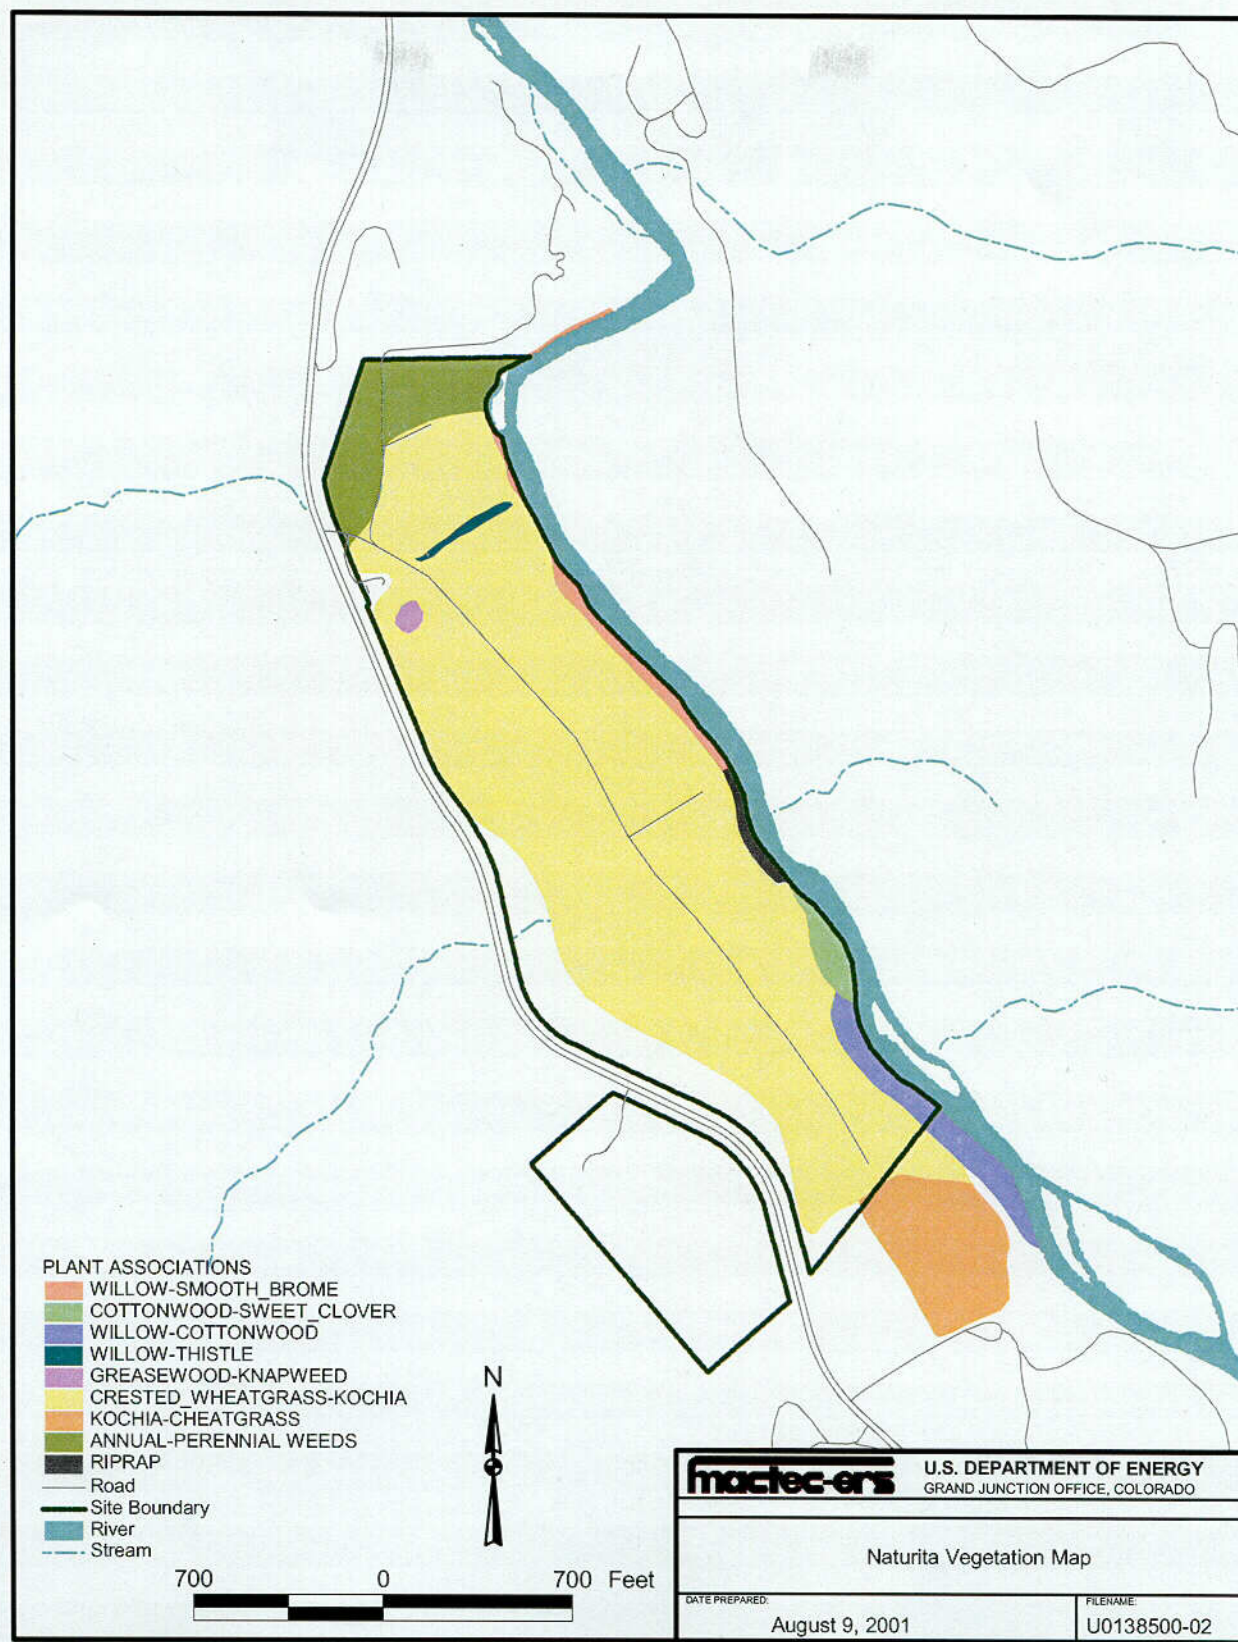 PLANT ASSOCIATIONS
WILLOW-SMOOTH_BROME
COTTONWOOD-SWEET_CLOVER
WILLOW-COTTONWOOD
WILLOW-THISTLE
GREASEWOOD-KNAPWEED
CRESTED_WHEATGRASS-KOCHIA
KOCHIA-CHEATGRASS
ANNUAL-PERENNIAL WEEDS
RIPRAP
Road
Site Boundary
River
Stream
N
700 0 700 Feet
mactec-ers
U.S. DEPARTMENT OF ENERGY
GRAND JUNCTION OFFICE, COLORADO
Naturita Vegetation Map
DATE PREPARED:
August 9, 2001
FILENAME:
U0138500-02